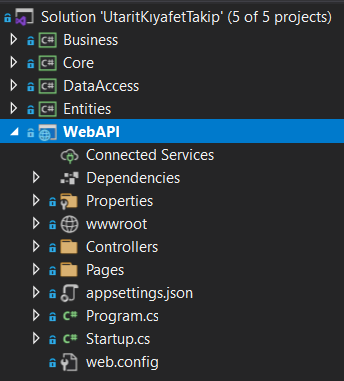 Solution 'UtaritKıyafetTakip' (5 of 5 projects)
C# Business
C# Core
C# DataAccess
C# Entities
WebAPI
Connected Services
Dependencies
Properties
wwwroot
Controllers
Pages
appsettings.json
C# Program.cs
C# Startup.cs
web.config